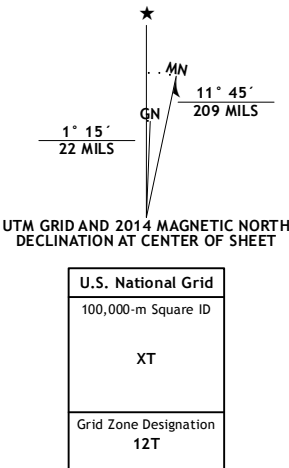 ★
MN
11° 45´
209 MILS
GN
1° 15´
22 MILS
UTM GRID AND 2014 MAGNETIC NORTH
DECLINATION AT CENTER OF SHEET
U.S. National Grid
100,000-m Square ID
XT
Grid Zone Designation
12T